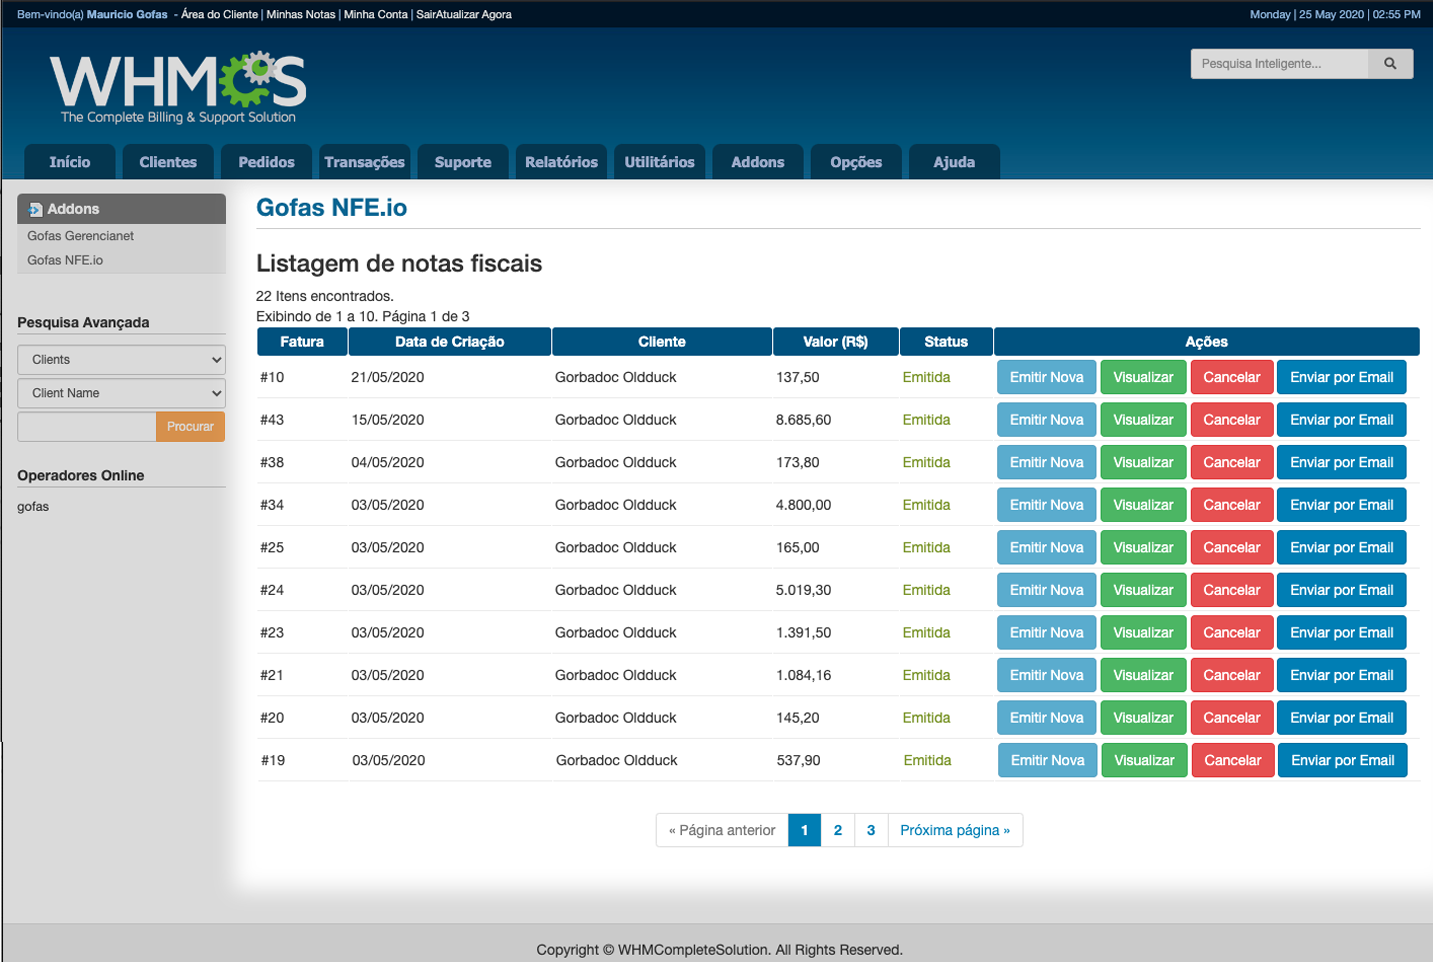 Bem-vindo(a) Mauricio Gofas - Área do Cliente | Minhas Notas | Minha Conta | SairAtualizar Agora
Monday | 25 May 2020 | 02:55 PM
WHMCS
The Complete Billing & Support Solution
Pesquisa Inteligente...
Início Clientes Pedidos Transações Suporte Relatórios Utilitários Addons Opções Ajuda
Addons
Gofas Gerencianet
Gofas NFE.io
Pesquisa Avançada
Clients
Client Name
Procurar
Operadores Online
gofas
Gofas NFE.io
Listagem de notas fiscais
22 Itens encontrados.
Exibindo de 1 a 10. Página 1 de 3
Fatura Data de Criação Cliente Valor (R$) Status Ações
#10 21/05/2020 Gorbadoc Oldduck 137,50 Emitida Emitir Nova Visualizar Cancelar Enviar por Email
#43 15/05/2020 Gorbadoc Oldduck 8.685,60 Emitida Emitir Nova Visualizar Cancelar Enviar por Email
#38 04/05/2020 Gorbadoc Oldduck 173,80 Emitida Emitir Nova Visualizar Cancelar Enviar por Email
#34 03/05/2020 Gorbadoc Oldduck 4.800,00 Emitida Emitir Nova Visualizar Cancelar Enviar por Email
#25 03/05/2020 Gorbadoc Oldduck 165,00 Emitida Emitir Nova Visualizar Cancelar Enviar por Email
#24 03/05/2020 Gorbadoc Oldduck 5.019,30 Emitida Emitir Nova Visualizar Cancelar Enviar por Email
#23 03/05/2020 Gorbadoc Oldduck 1.391,50 Emitida Emitir Nova Visualizar Cancelar Enviar por Email
#21 03/05/2020 Gorbadoc Oldduck 1.084,16 Emitida Emitir Nova Visualizar Cancelar Enviar por Email
#20 03/05/2020 Gorbadoc Oldduck 145,20 Emitida Emitir Nova Visualizar Cancelar Enviar por Email
#19 03/05/2020 Gorbadoc Oldduck 537,90 Emitida Emitir Nova Visualizar Cancelar Enviar por Email
« Página anterior 1 2 3 Próxima página »
Copyright © WHMCompleteSolution. All Rights Reserved.